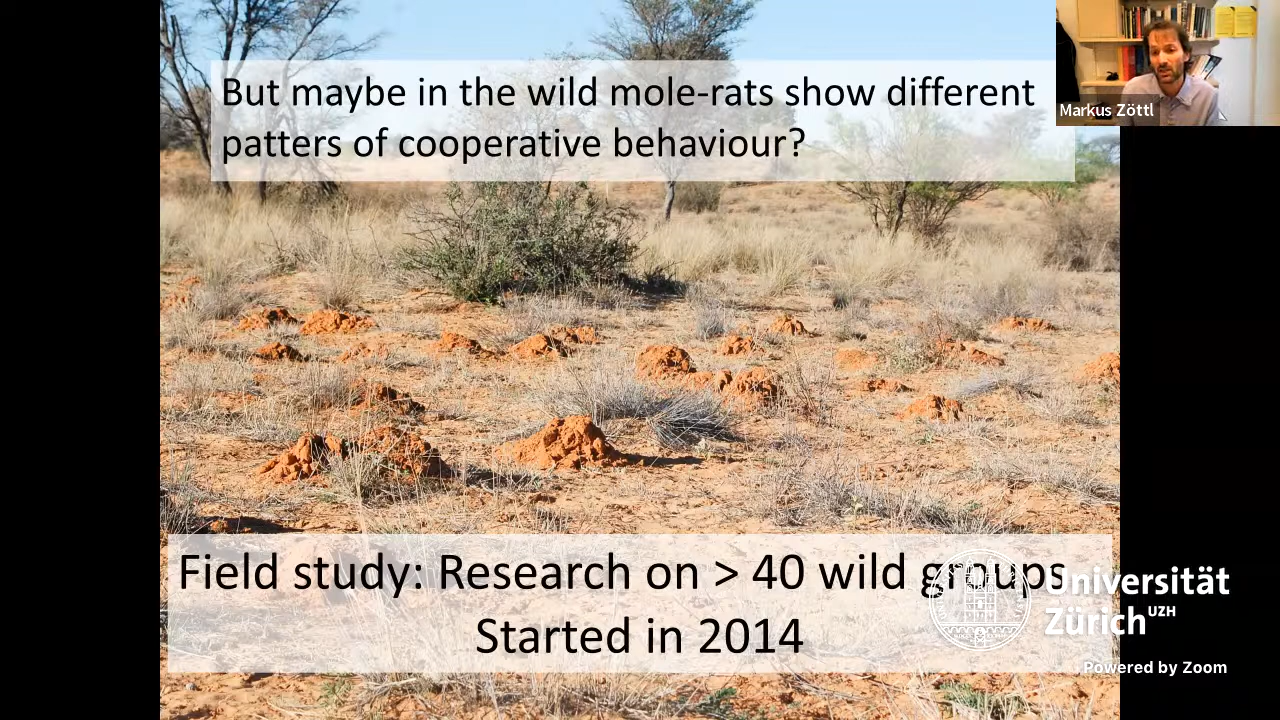 But maybe in the wild mole-rats show different
patters of cooperative behaviour?
Markus Zöttl
Field study: Research on > 40 wild groups
Started in 2014
Universität
Zürich UZH
Powered by Zoom